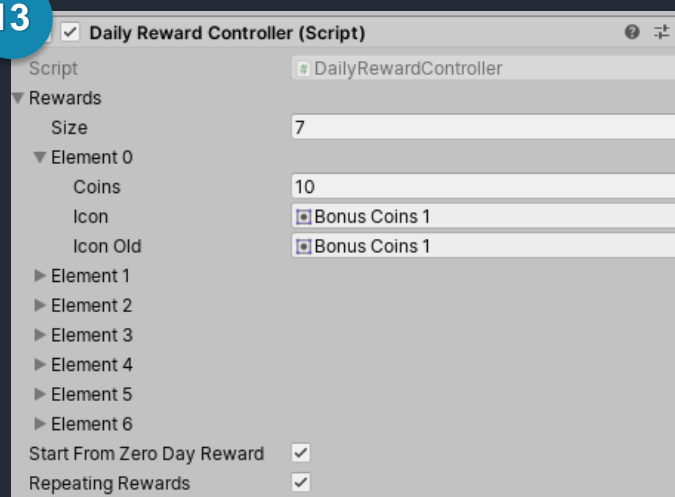 13
Daily Reward Controller (Script)
Script # DailyRewardController
Rewards
Size 7
Element 0
Coins 10
Icon Bonus Coins 1
Icon Old Bonus Coins 1
Element 1
Element 2
Element 3
Element 4
Element 5
Element 6
Start From Zero Day Reward
Repeating Rewards